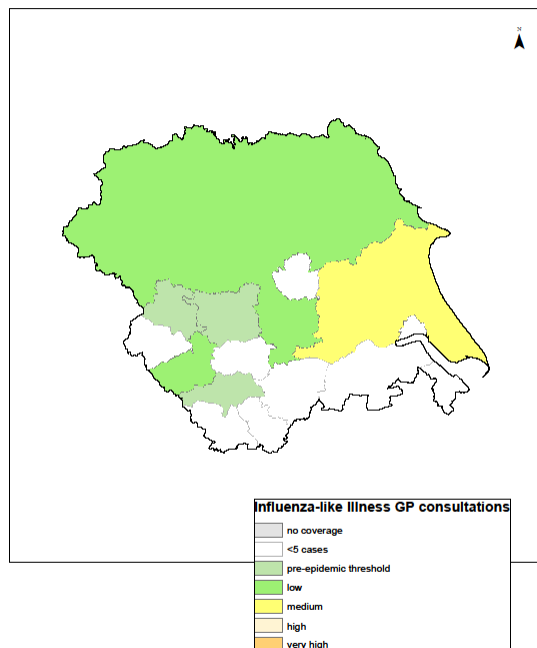 N
Influenza-like Illness GP consultations
no coverage
<5 cases
pre-epidemic threshold
low
medium
high
very high